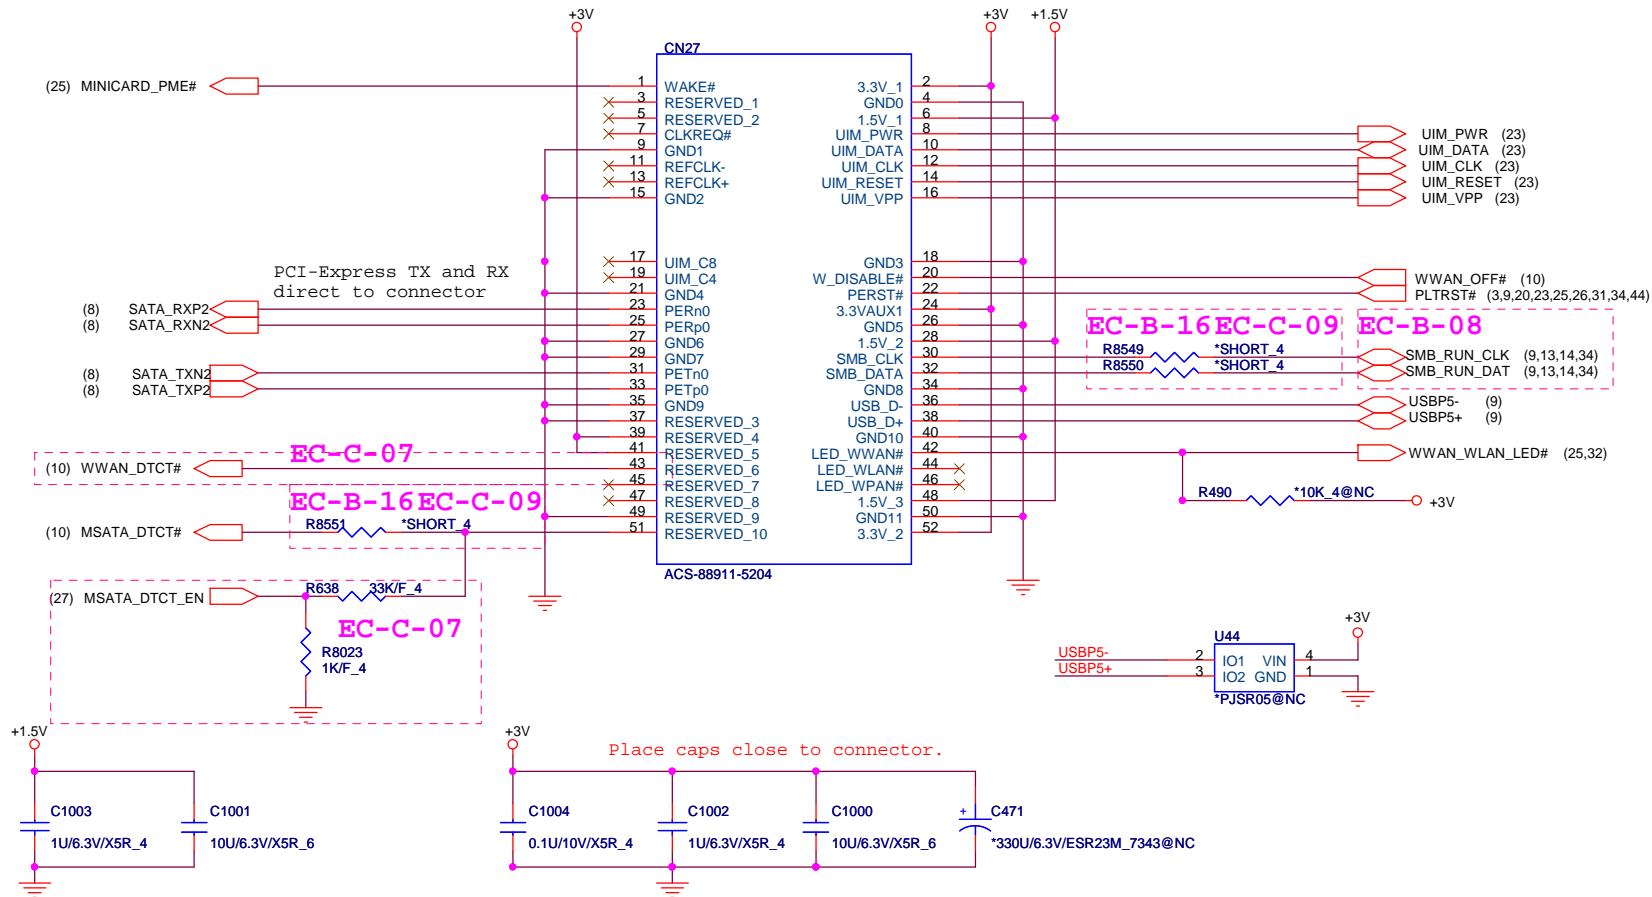 +3V
+3V
+1.5V
CN27
(25) MINICARD_PME#
1 WAKE# 3.3V_1 2
3 RESERVED_1 GND0 4
5 RESERVED_2 1.5V_1 6
7 CLKREQ# UIM_PWR 8 UIM_PWR (23)
9 GND1 UIM_DATA 10 UIM_DATA (23)
11 REFCLK- UIM_CLK 12 UIM_CLK (23)
13 REFCLK+ UIM_RESET 14 UIM_RESET (23)
15 GND2 UIM_VPP 16 UIM_VPP (23)
17 UIM_C8 GND3 18
19 UIM_C4 W_DISABLE# 20 WWAN_OFF# (10)
PCI-Express TX and RX
direct to connector
21 GND4 PERST# 22 PLTRST# (3,9,20,23,25,26,31,34,44)
(8) SATA_RXP2 23 PERn0 3.3VAUX1 24
(8) SATA_RXN2 25 PERp0 GND5 26
EC-B-16 EC-C-09 EC-B-08
27 GND6 1.5V_2 28
29 GND7 SMB_CLK 30 R8549 *SHORT_4 SMB_RUN_CLK (9,13,14,34)
(8) SATA_TXN2 31 PETn0 SMB_DATA 32 R8550 *SHORT_4 SMB_RUN_DAT (9,13,14,34)
(8) SATA_TXP2 33 PETp0 GND8 34
35 GND9 USB_D- 36 USBP5- (9)
37 RESERVED_3 USB_D+ 38 USBP5+ (9)
39 RESERVED_4 GND10 40
EC-C-07
41 RESERVED_5 LED_WWAN# 42 WWAN_WLAN_LED# (25,32)
(10) WWAN_DTCT# 43 RESERVED_6 LED_WLAN# 44
45 RESERVED_7 LED_WPAN# 46
EC-B-16 EC-C-09
47 RESERVED_8 1.5V_3 48
R490 *10K_4@NC +3V
49 RESERVED_9 GND11 50
(10) MSATA_DTCT# R8551 *SHORT_4 51 RESERVED_10 3.3V_2 52
ACS-88911-5204
(27) MSATA_DTCT_EN R638 33K/F_4
EC-C-07
R8023
1K/F_4
+3V
U44
USBP5- 2 IO1 VIN 4
USBP5+ 3 IO2 GND 1
*PJSR05@NC
+1.5V
+3V
Place caps close to connector.
C1003
1U/6.3V/X5R_4
C1001
10U/6.3V/X5R_6
C1004
0.1U/10V/X5R_4
C1002
1U/6.3V/X5R_4
C1000
10U/6.3V/X5R_6
+ C471
*330U/6.3V/ESR23M_7343@NC